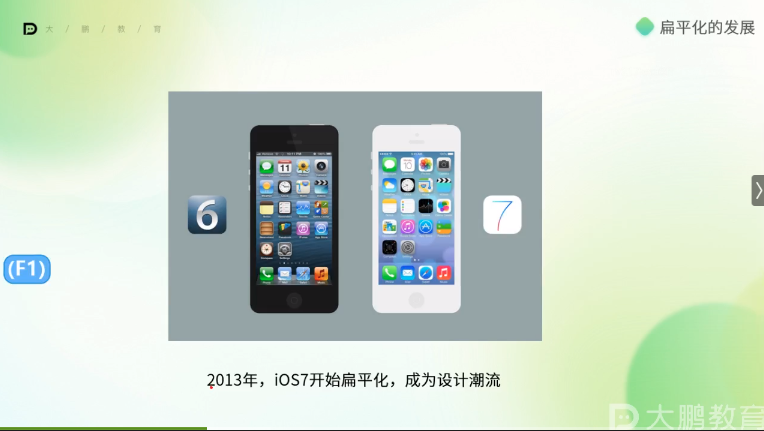 大 / 鹏 / 教 / 育
扁平化的发展
6
7
(F1)
2013年，iOS7开始扁平化，成为设计潮流
大鹏教育